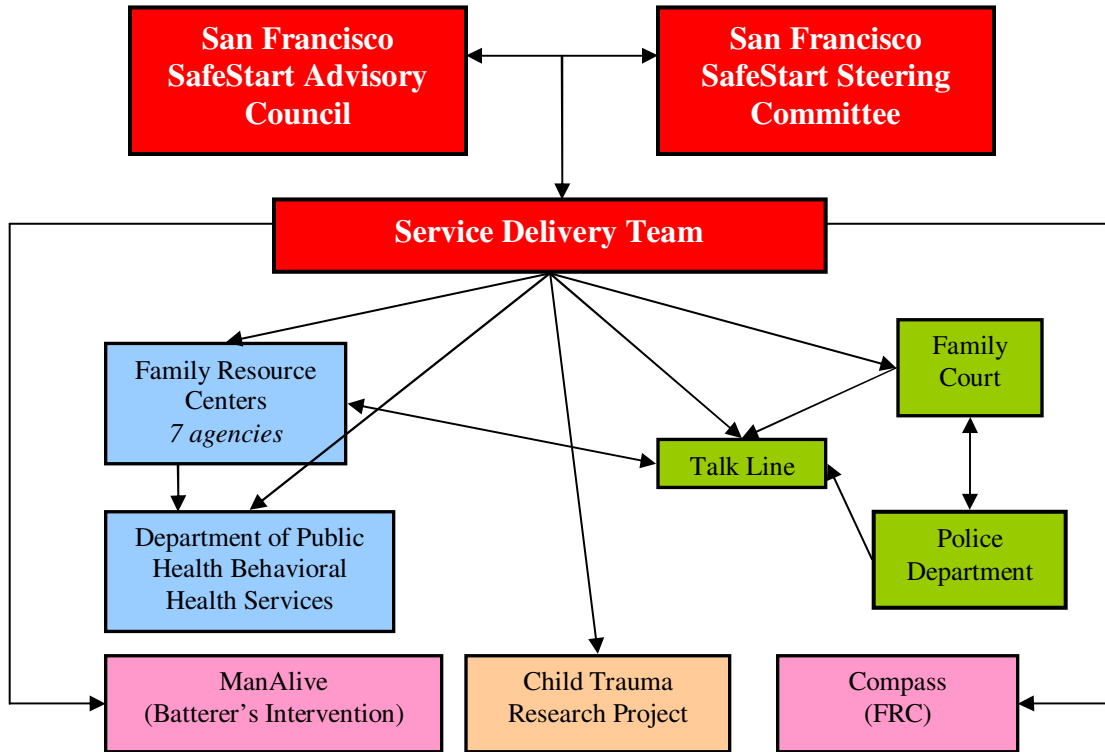 San Francisco
SafeStart Advisory
Council
San Francisco
SafeStart Steering
Committee
Service Delivery Team
Family Resource
Centers
7 agencies
Family
Court
Talk Line
Department of Public
Health Behavioral
Health Services
Police
Department
ManAlive
(Batterer's Intervention)
Child Trauma
Research Project
Compass
(FRC)